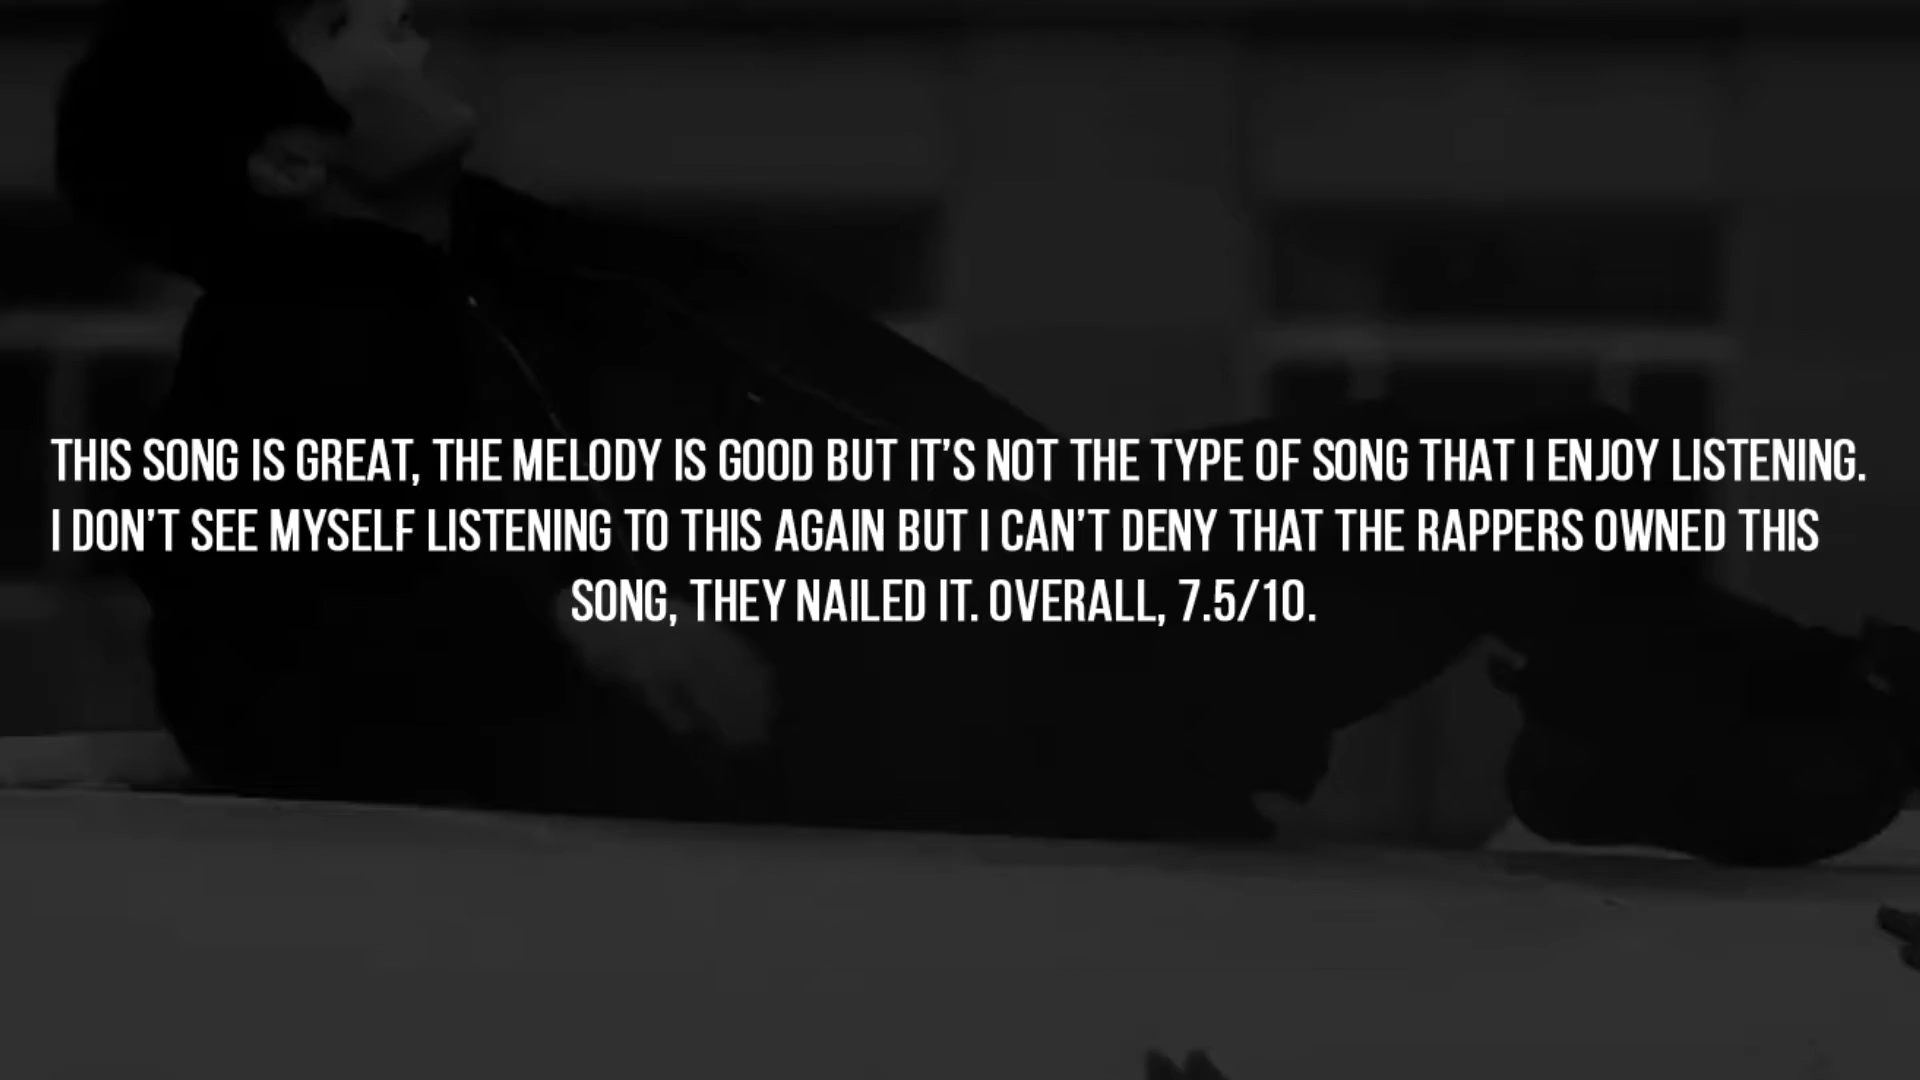 THIS SONG IS GREAT, THE MELODY IS GOOD BUT IT'S NOT THE TYPE OF SONG THAT I ENJOY LISTENING.
I DON'T SEE MYSELF LISTENING TO THIS AGAIN BUT I CAN'T DENY THAT THE RAPPERS OWNED THIS
SONG, THEY NAILED IT. OVERALL, 7.5/10.